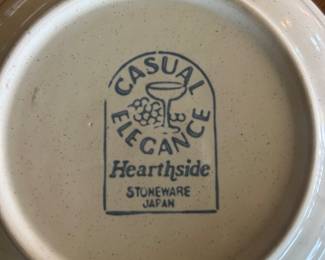 CASUAL
ELEGANCE
Hearthside
STONEWARE
JAPAN